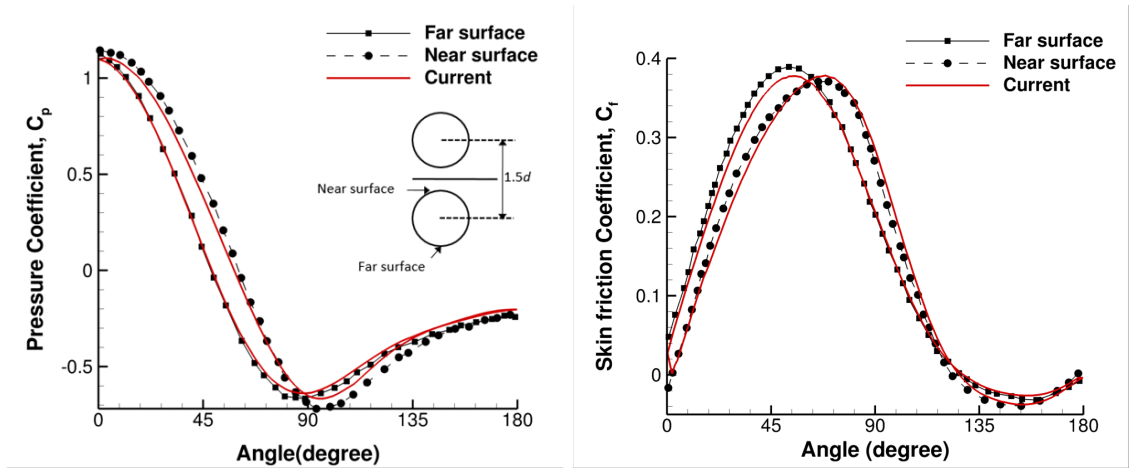 Far surface
Near surface
Current
1
0.5
0
-0.5
0
45
90
135
180
Pressure Coefficient, Cp
Angle(degree)
Near surface
1.5d
Far surface
Far surface
Near surface
Current
0.4
0.3
0.2
0.1
0
0
45
90
135
180
Skin friction Coefficient, Cf
Angle (degree)